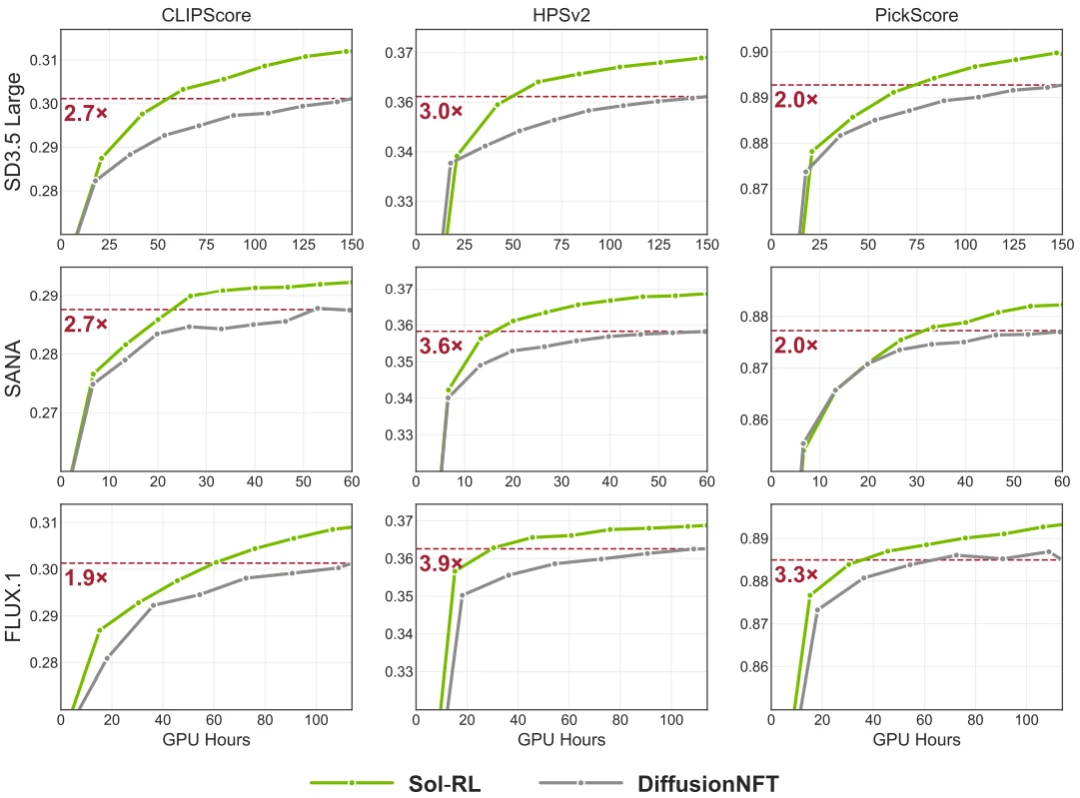 CLIPScore
HPSv2
PickScore
SD3.5 Large
0.31
0.30
0.29
0.28
2.7×
0 25 50 75 100 125 150
0.37
0.36
0.34
0.33
3.0×
0 25 50 75 100 125 150
0.90
0.89
0.88
0.87
2.0×
0 25 50 75 100 125 150
SANA
0.29
0.28
0.27
2.7×
0 10 20 30 40 50 60
0.37
0.36
0.35
0.34
0.33
3.6×
0 10 20 30 40 50 60
0.88
0.87
0.86
2.0×
0 10 20 30 40 50 60
FLUX.1
0.31
0.30
0.29
0.28
1.9×
0 20 40 60 80 100
GPU Hours
0.37
0.36
0.35
0.34
0.33
3.9×
0 20 40 60 80 100
GPU Hours
0.89
0.88
0.87
0.86
3.3×
0 20 40 60 80 100
GPU Hours
Sol-RL
DiffusionNFT